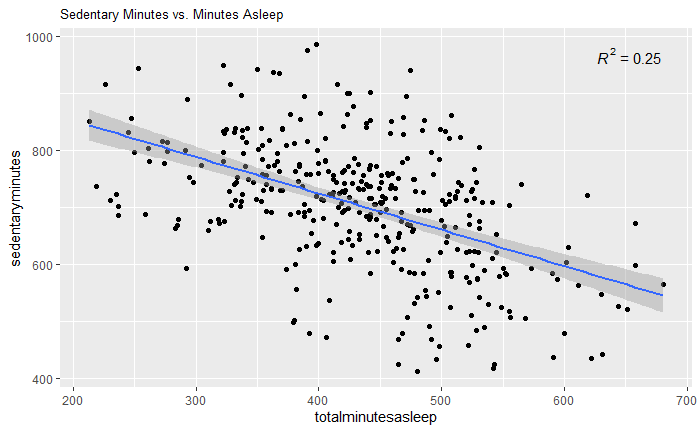 Sedentary Minutes vs. Minutes Asleep
1000
800
600
400
sedentaryminutes
R² = 0.25
200
300
400
500
600
700
totalminutesasleep